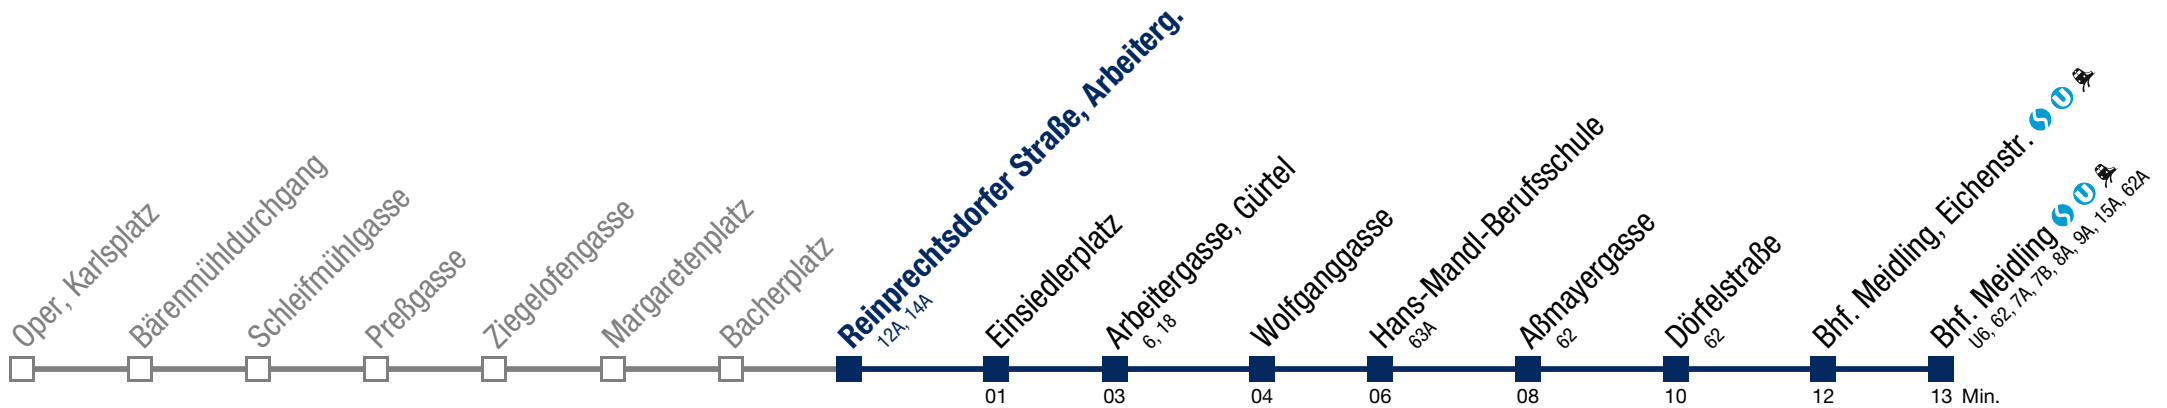 Oper, Karlsplatz
Bärenmühldurchgang
Schleifmühlgasse
Preßgasse
Ziegelofengasse
Margaretenplatz
Bacherplatz
Reinprechtsdorfer Straße, Arbeiterg.
12A, 14A
Einsiedlerplatz
Arbeitergasse, Gürtel
6, 18
Wolfganggasse
Hans-Mandl-Berufsschule
63A
Aßmayergasse
62
Dörfelstraße
62
Bhf. Meidling, Eichenstr. S U
Bhf. Meidling S U
U6, 62, 7A, 7B, 8A, 9A, 15A, 62A
01 03 04 06 08 10 12 13 Min.